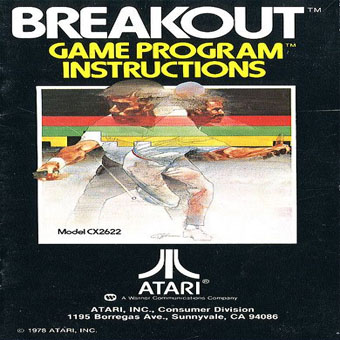 BREAKOUT™
GAME PROGRAM™
INSTRUCTIONS
Model CX2622
ATARI®
A Warner Communications Company
ATARI, INC., Consumer Division
1195 Borregas Ave., Sunnyvale, CA 94086
© 1978 ATARI, INC.